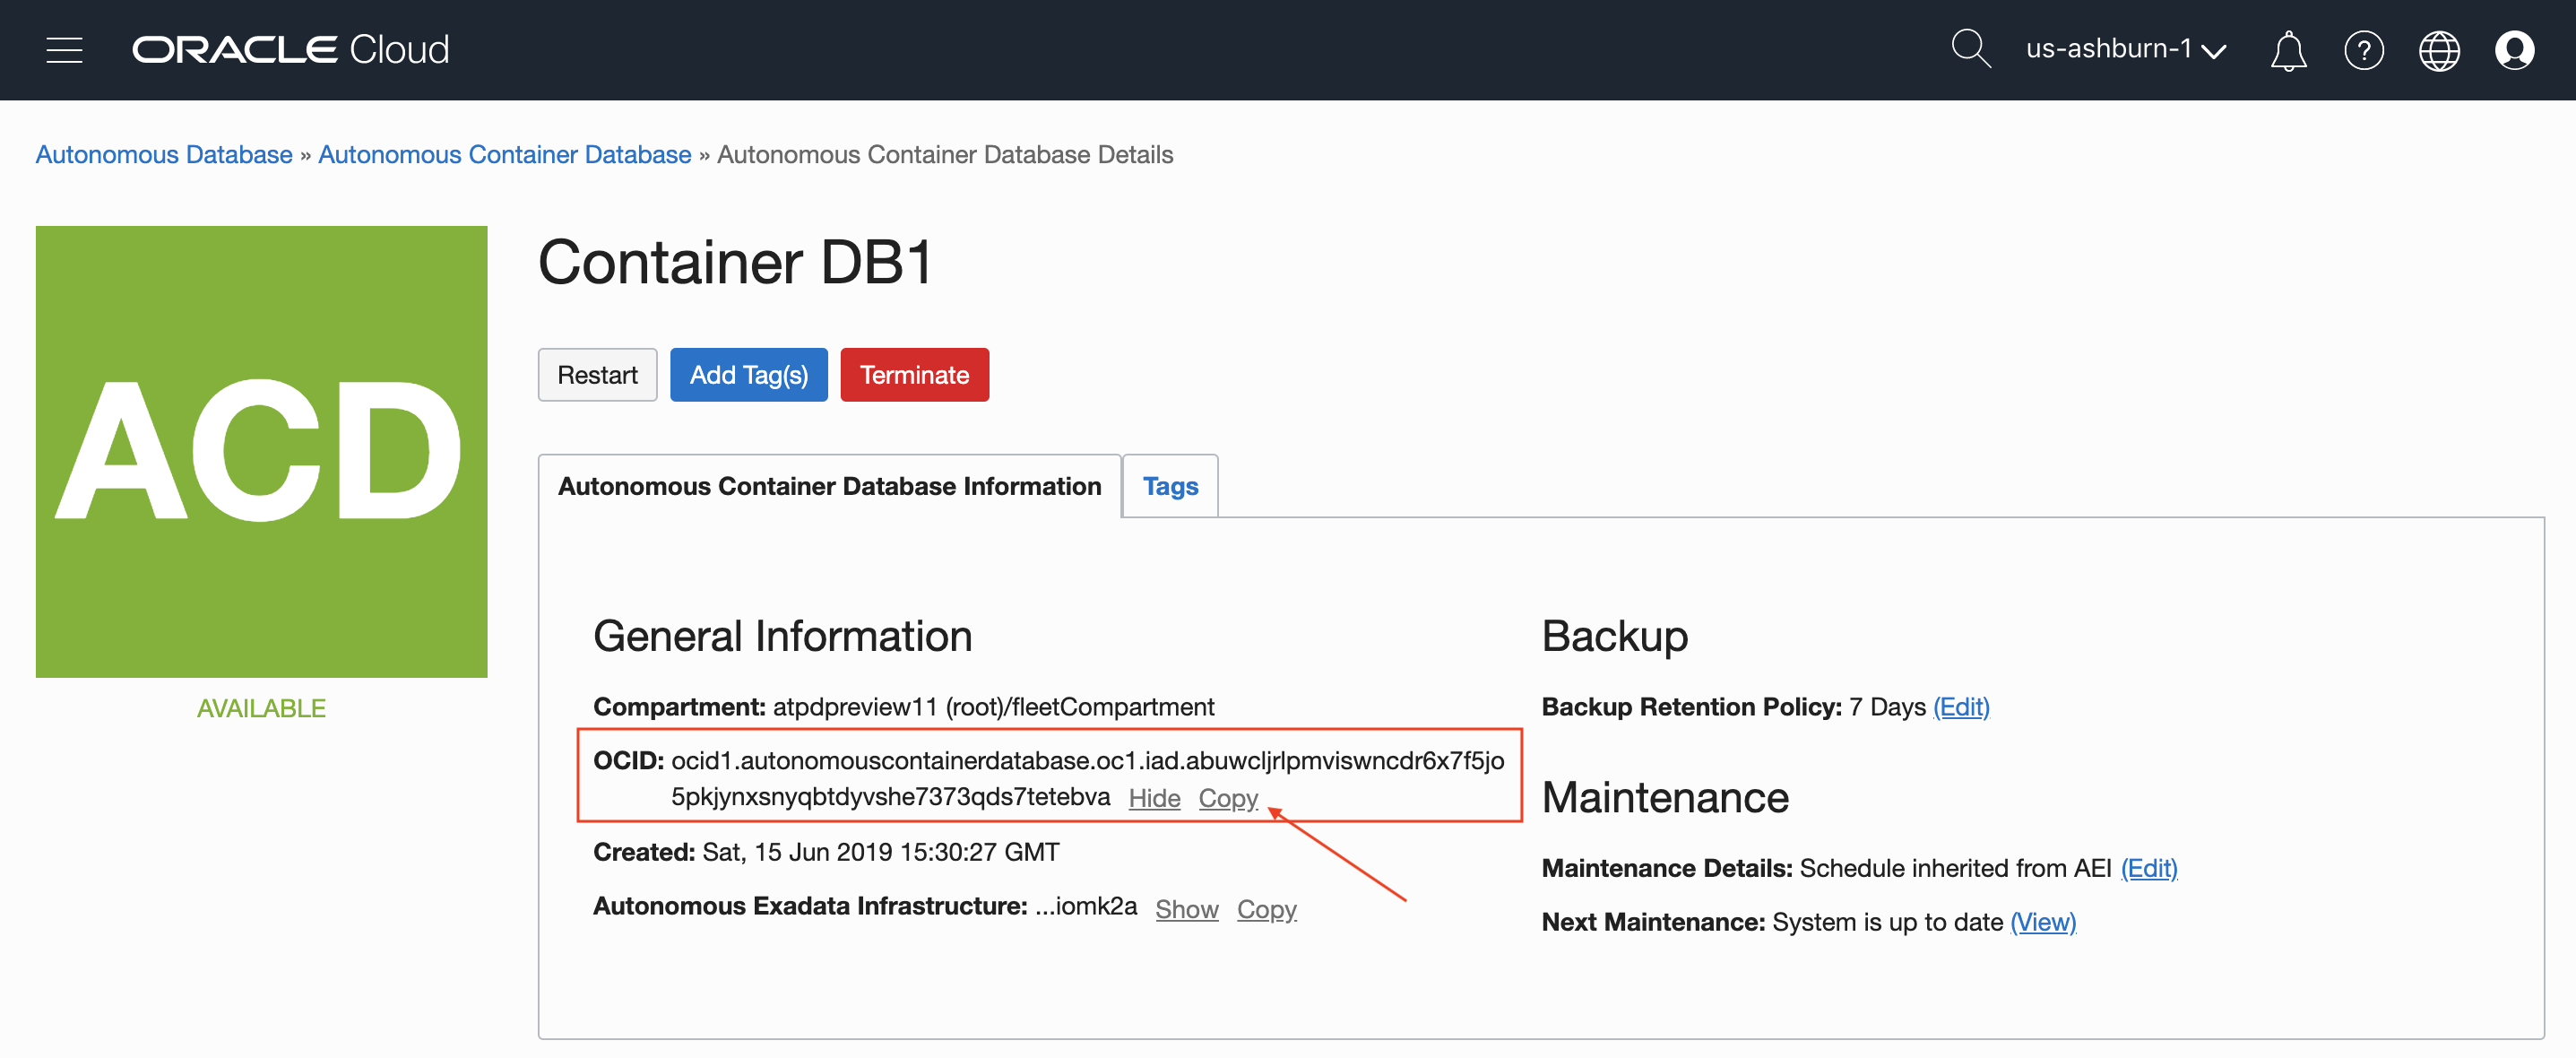 ORACLE Cloud
us-ashburn-1
Autonomous Database » Autonomous Container Database » Autonomous Container Database Details
ACD
AVAILABLE
Container DB1
Restart Add Tag(s) Terminate
Autonomous Container Database Information Tags
General Information
Compartment: atpdpreview11 (root)/fleetCompartment
OCID: ocid1.autonomouscontainerdatabase.oc1.iad.abuwcljrlpmviswncdr6x7f5jo
5pkjynxsnyqbtdyvshe7373qds7tetebva Hide Copy
Created: Sat, 15 Jun 2019 15:30:27 GMT
Autonomous Exadata Infrastructure: ...iomk2a Show Copy
Backup
Backup Retention Policy: 7 Days (Edit)
Maintenance
Maintenance Details: Schedule inherited from AEI (Edit)
Next Maintenance: System is up to date (View)